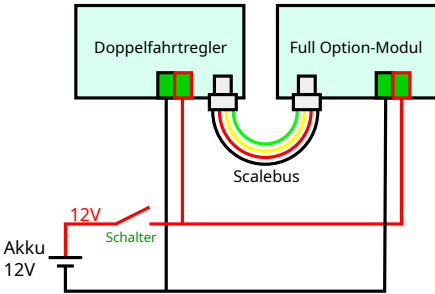 Doppelfahrtregler
Full Option-Modul
Scalebus
12V
Schalter
Akku
12V